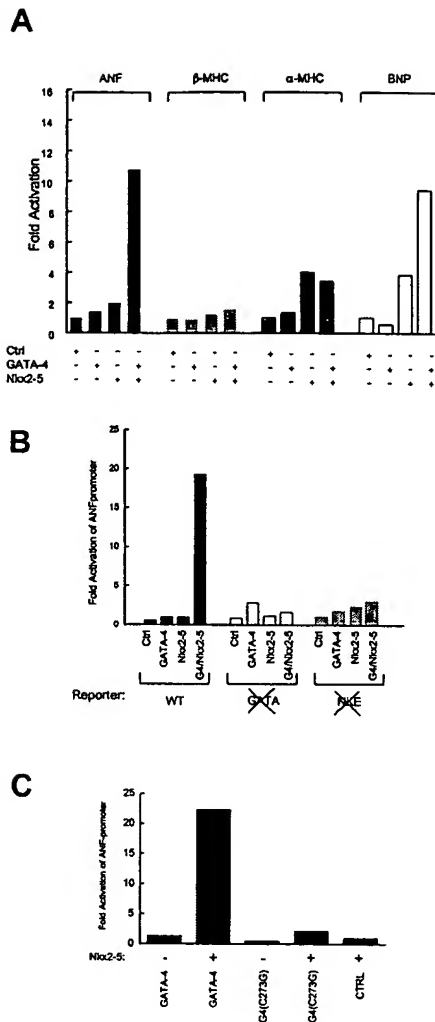 A
ANF β-MHC α-MHC BNP
16
14
12
10
8
6
4
2
0
Fold Activation
Ctrl + - - - + - - - + - - - + - - -
GATA-4 - + - + - + - + - + - + - + - +
Nkx2-5 - - + + - - + + - - + + - - + +
B
25
20
15
10
5
0
Fold Activation of ANFpromoter
Ctrl GATA-4 Nkx2-5 G4/Nkx2-5 Ctrl GATA-4 Nkx2-5 G4/Nkx2-5 Ctrl GATA-4 Nkx2-5 G4/Nkx2-5
Reporter: WT GATA NKE
C
25
20
15
10
5
0
Fold Activation of ANF-promoter
Nkx2-5: - + - + +
GATA-4 GATA-4 G4(C273G) G4(C273G) CTRL